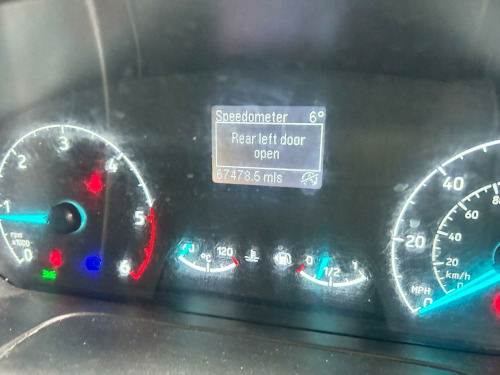 Speedometer 6°
Rear left door
open
67478.5 mls
0 1 2 3 4 5 6
rpm
x1000
°C 120
0 1/2 1
0 20 40
MPH
20 40 60 80
km/h